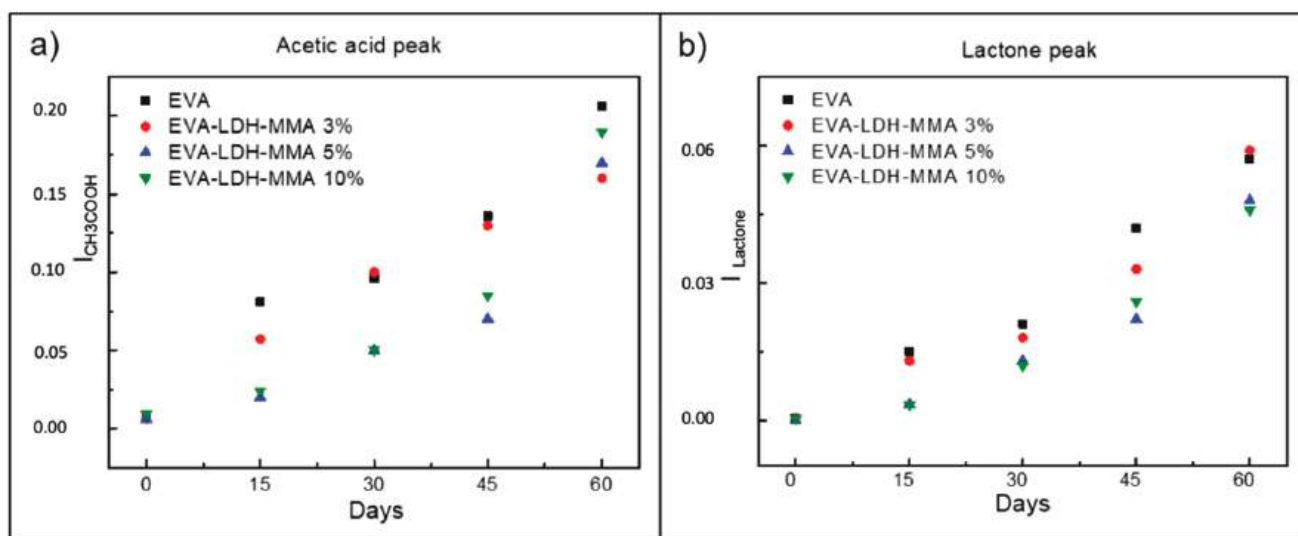 a)
Acetic acid peak
EVA
EVA-LDH-MMA 3%
EVA-LDH-MMA 5%
EVA-LDH-MMA 10%
0.20
0.15
0.10
0.05
0.00
I CH3COOH
0 15 30 45 60
Days
b)
Lactone peak
EVA
EVA-LDH-MMA 3%
EVA-LDH-MMA 5%
EVA-LDH-MMA 10%
0.06
0.03
0.00
I Lactone
0 15 30 45 60
Days